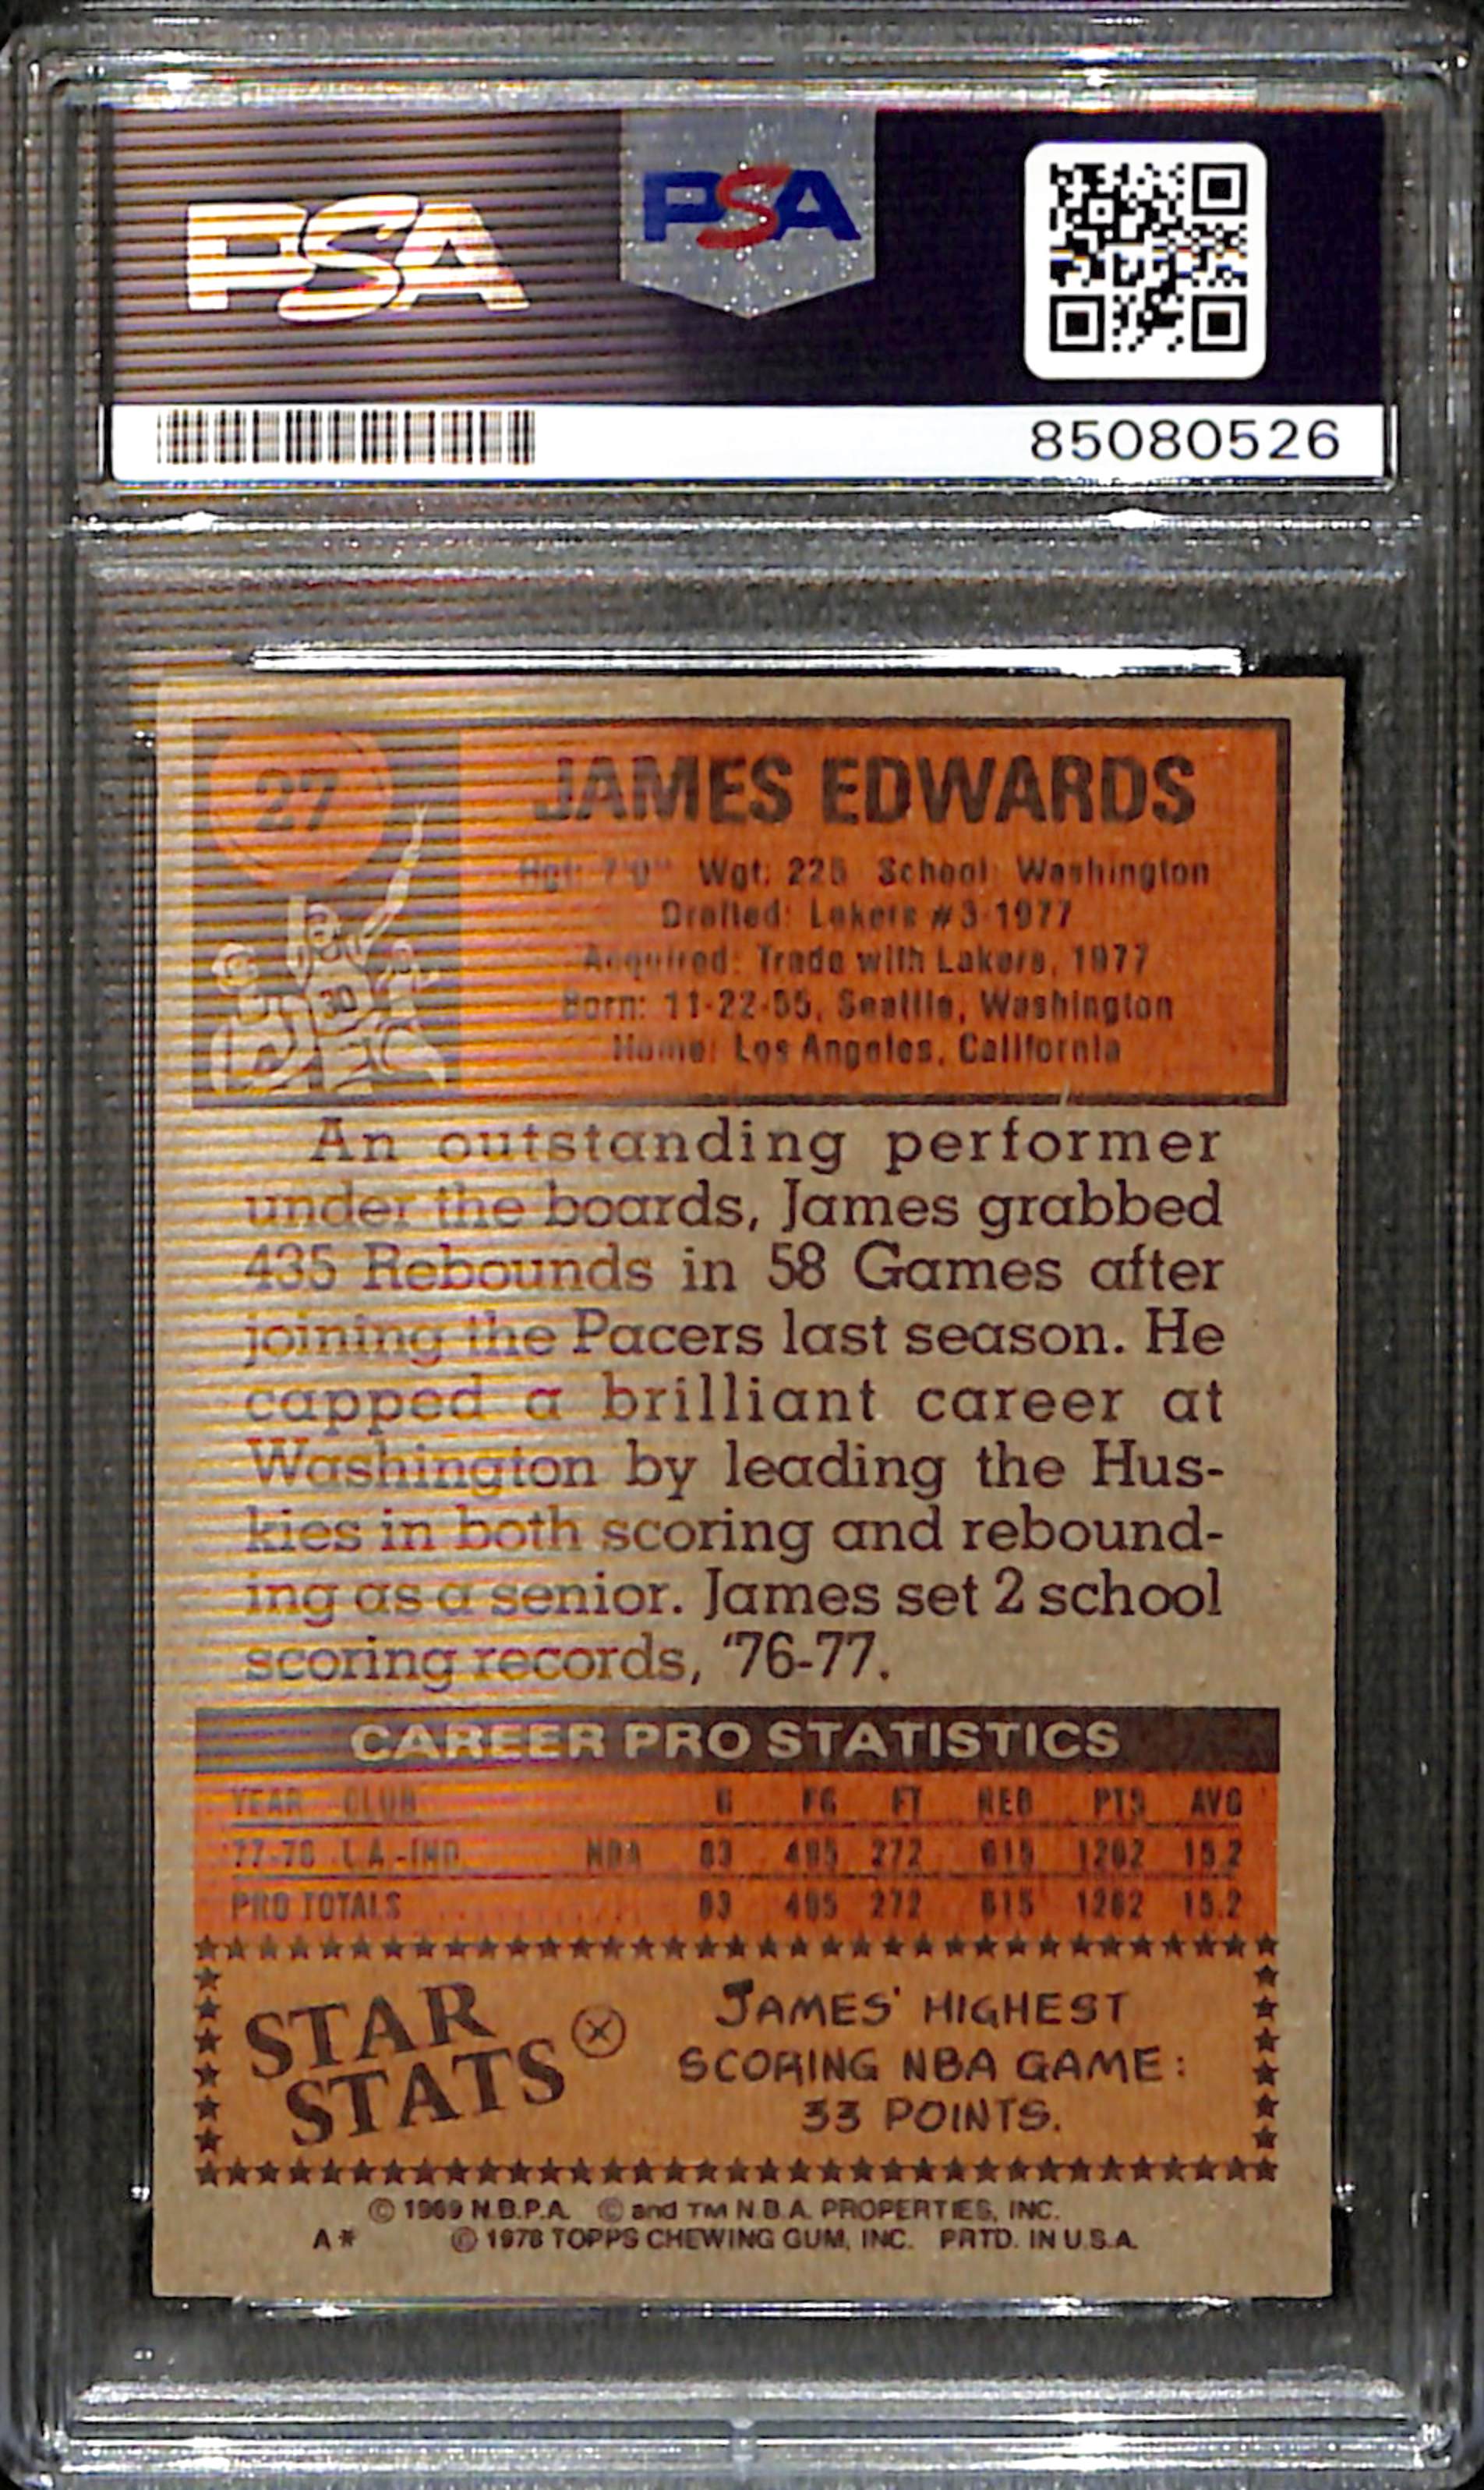 PSA
PSA
85080526
27
JAMES EDWARDS
Hgt: 7'0" Wgt: 225 School: Washington
Drafted: Lakers #3-1977
Acquired: Trade with Lakers, 1977
Born: 11-22-55, Seattle, Washington
Home: Los Angeles, California
30
An outstanding performer
under the boards, James grabbed
435 Rebounds in 58 Games after
joining the Pacers last season. He
capped a brilliant career at
Washington by leading the Hus-
kies in both scoring and rebound-
ing as a senior. James set 2 school
scoring records, '76-77.
CAREER PRO STATISTICS
YEAR CLUB G FG FT REB PTS AVG
77-78 L.A.-IND. NBA 83 495 272 615 1262 15.2
PRO TOTALS 83 495 272 615 1262 15.2
STAR
STATS
JAMES' HIGHEST
SCORING NBA GAME:
33 POINTS.
© 1969 N.B.P.A. © and TM N.B.A. PROPERTIES, INC.
A* © 1978 TOPPS CHEWING GUM, INC. PRTD. IN U.S.A.